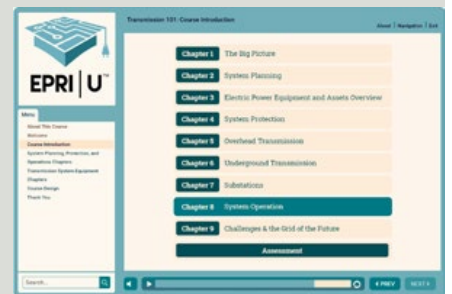 Transmission 101: Course Introduction
About | Navigation | Exit
EPRI | U
Menu
About This Course
Welcome
Course Introduction
System Planning, Protection, and
Operations Chapters
Transmission System Equipment
Chapters
Course Design
Thank You
Search...
Chapter 1 The Big Picture
Chapter 2 System Planning
Chapter 3 Electric Power Equipment and Assets Overview
Chapter 4 System Protection
Chapter 5 Overhead Transmission
Chapter 6 Underground Transmission
Chapter 7 Substations
Chapter 8 System Operation
Chapter 9 Challenges & the Grid of the Future
Assessment
PREV
NEXT